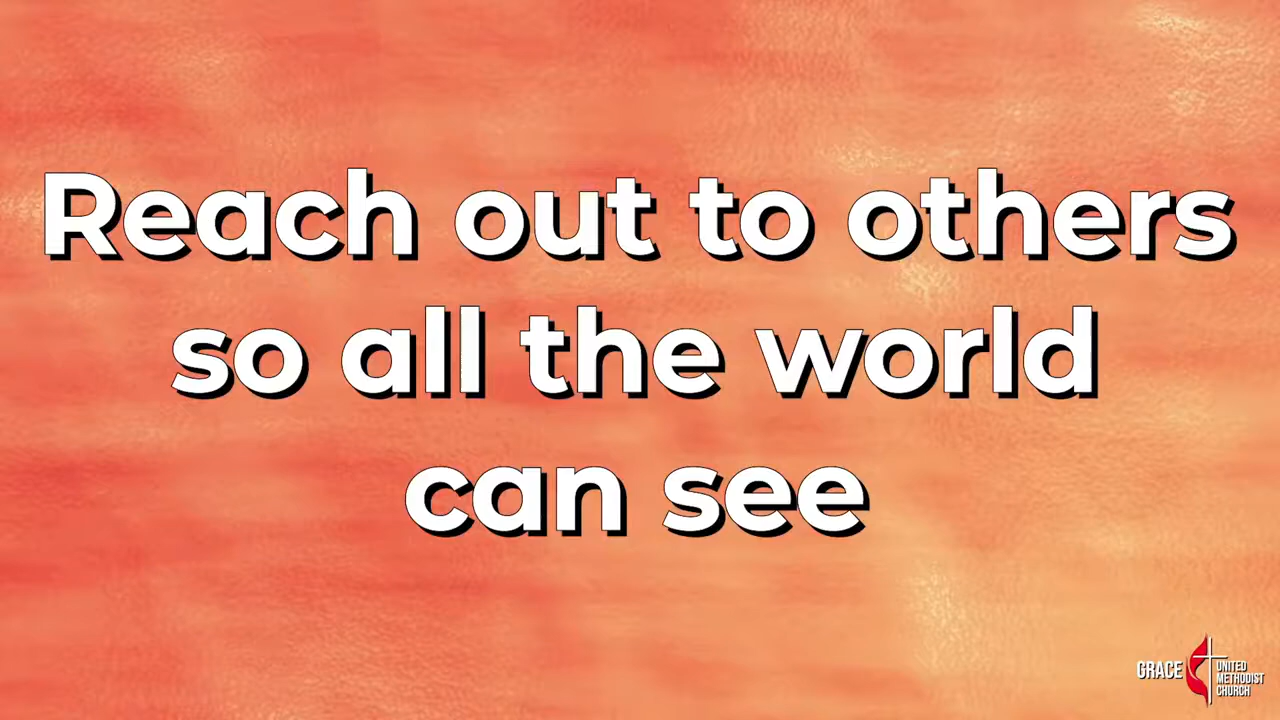 Reach out to others
so all the world
can see
GRACE
UNITED
METHODIST
CHURCH